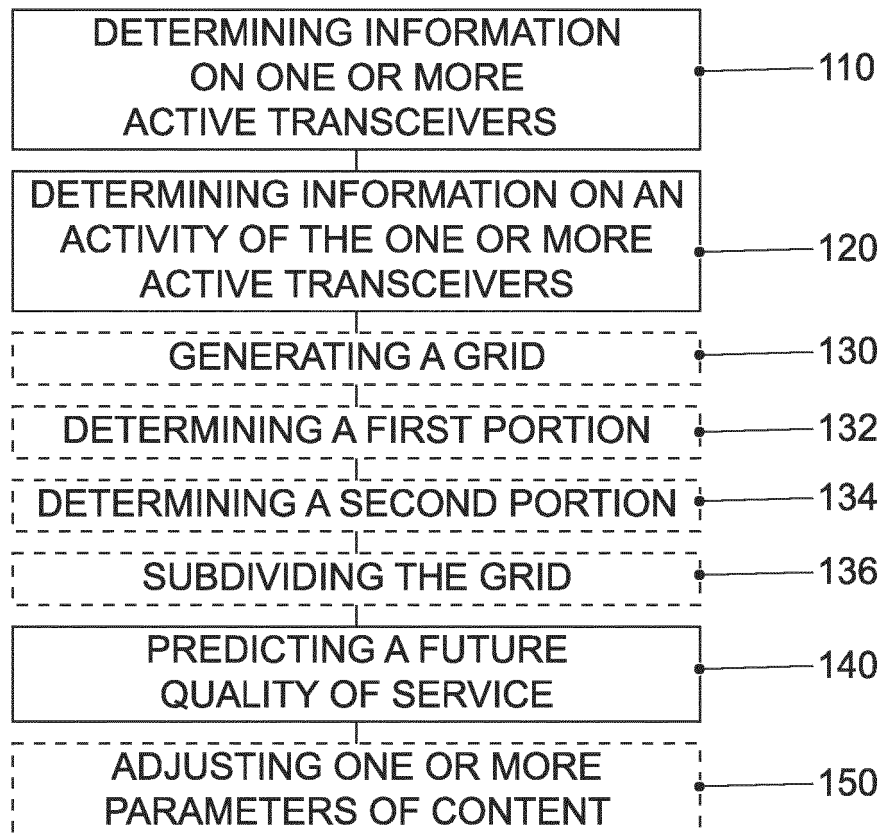 DETERMINING INFORMATION
ON ONE OR MORE
ACTIVE TRANSCEIVERS
110
DETERMINING INFORMATION ON AN
ACTIVITY OF THE ONE OR MORE
ACTIVE TRANSCEIVERS
120
GENERATING A GRID
130
DETERMINING A FIRST PORTION
132
DETERMINING A SECOND PORTION
134
SUBDIVIDING THE GRID
136
PREDICTING A FUTURE
QUALITY OF SERVICE
140
ADJUSTING ONE OR MORE
PARAMETERS OF CONTENT
150